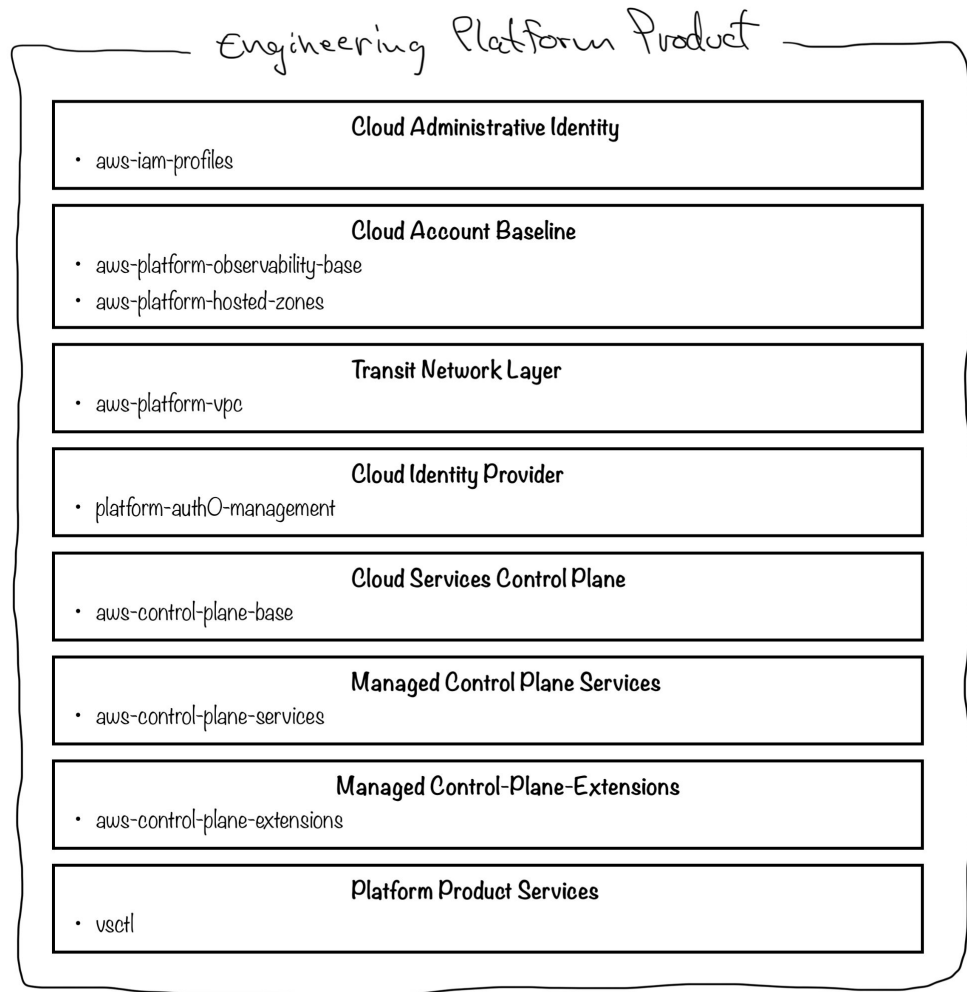 Engineering Platform Product
Cloud Administrative Identity
• aws-iam-profiles
Cloud Account Baseline
• aws-platform-observability-base
• aws-platform-hosted-zones
Transit Network Layer
• aws-platform-vpc
Cloud Identity Provider
• platform-auth0-management
Cloud Services Control Plane
• aws-control-plane-base
Managed Control Plane Services
• aws-control-plane-services
Managed Control-Plane-Extensions
• aws-control-plane-extensions
Platform Product Services
• vsctl